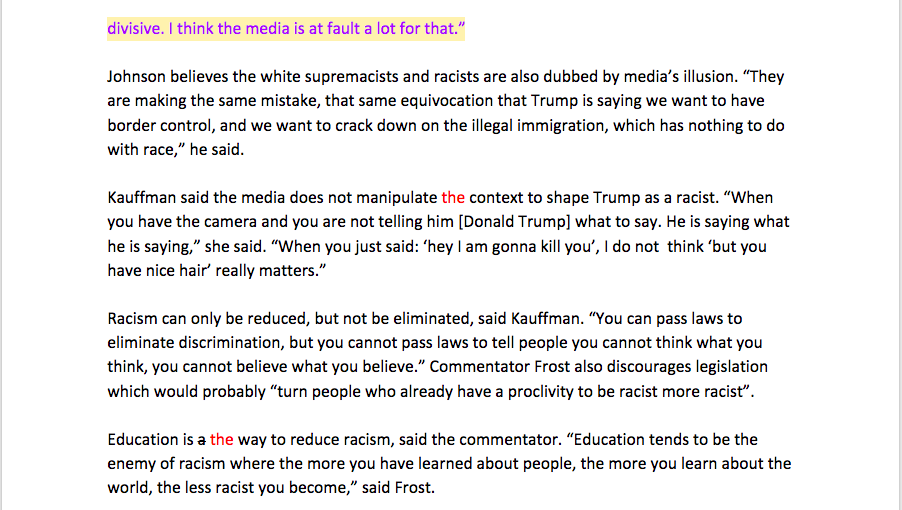 divisive. I think the media is at fault a lot for that.”
Johnson believes the white supremacists and racists are also dubbed by media’s illusion. “They
are making the same mistake, that same equivocation that Trump is saying we want to have
border control, and we want to crack down on the illegal immigration, which has nothing to do
with race,” he said.
Kauffman said the media does not manipulate the context to shape Trump as a racist. “When
you have the camera and you are not telling him [Donald Trump] what to say. He is saying what
he is saying,” she said. “When you just said: ‘hey I am gonna kill you’, I do not  think ‘but you
have nice hair’ really matters.”
Racism can only be reduced, but not be eliminated, said Kauffman. “You can pass laws to
eliminate discrimination, but you cannot pass laws to tell people you cannot think what you
think, you cannot believe what you believe.” Commentator Frost also discourages legislation
which would probably “turn people who already have a proclivity to be racist more racist”.
Education is a the way to reduce racism, said the commentator. “Education tends to be the
enemy of racism where the more you have learned about people, the more you learn about the
world, the less racist you become,” said Frost.